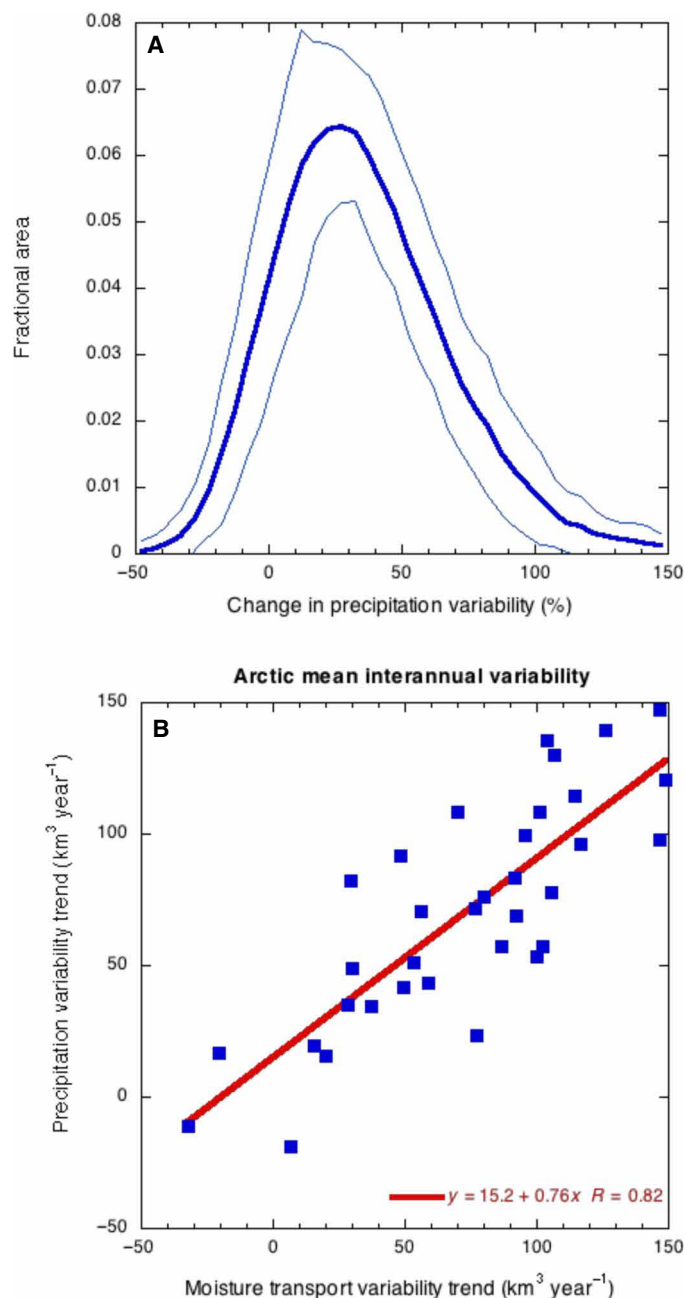 A
0.08
0.07
0.06
0.05
0.04
0.03
0.02
0.01
0
Fractional area
−50 0 50 100 150
Change in precipitation variability (%)
Arctic mean interannual variability
B
150
100
50
0
−50
Precipitation variability trend (km³ year⁻¹)
y = 15.2 + 0.76x R = 0.82
−50 0 50 100 150
Moisture transport variability trend (km³ year⁻¹)